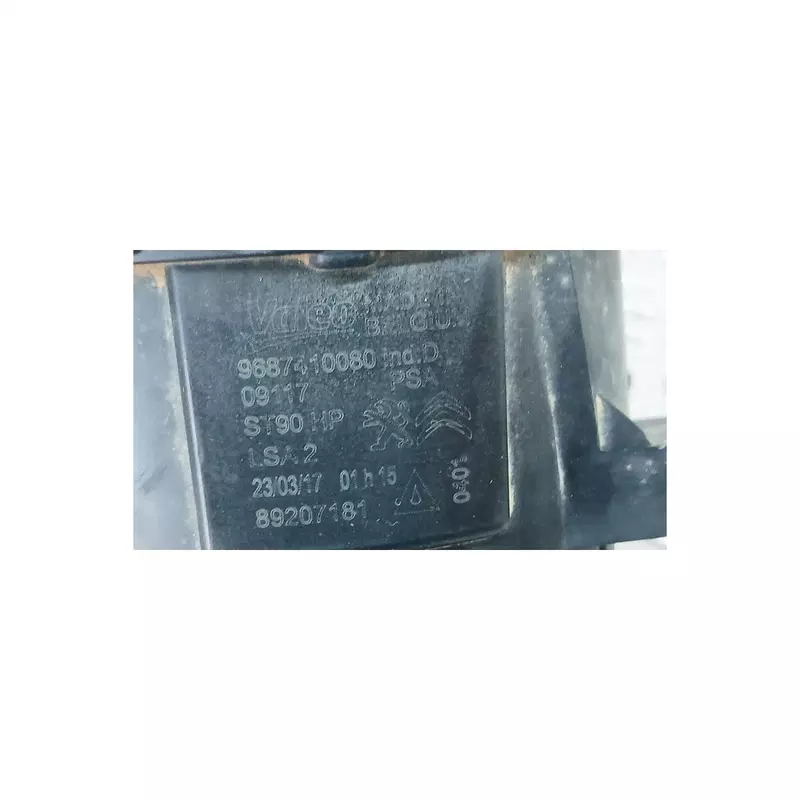 Valeo
9687410080 Ind.D
09117 PSA
ST90 HP
LSA 2
23/03/17 01 h 15
89207181
0401